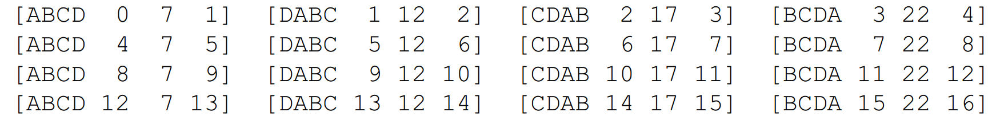 [ABCD  0  7  1]  [DABC  1 12  2]  [CDAB  2 17  3]  [BCDA  3 22  4]
[ABCD  4  7  5]  [DABC  5 12  6]  [CDAB  6 17  7]  [BCDA  7 22  8]
[ABCD  8  7  9]  [DABC  9 12 10]  [CDAB 10 17 11]  [BCDA 11 22 12]
[ABCD 12  7 13]  [DABC 13 12 14]  [CDAB 14 17 15]  [BCDA 15 22 16]